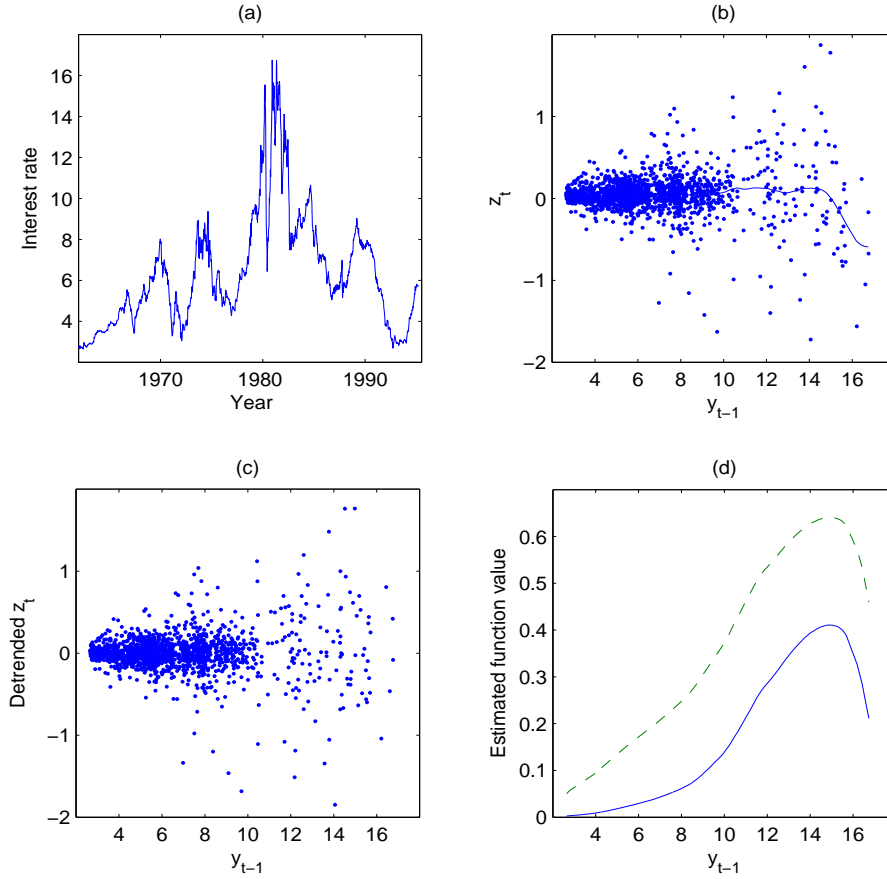 (a)
16
14
12
10
8
6
4
1970 1980 1990
Year
Interest rate
(b)
1
0
−1
−2
4 6 8 10 12 14 16
y_{t−1}
z_t
(c)
1
0
−1
−2
4 6 8 10 12 14 16
y_{t−1}
Detrended z_t
(d)
0.6
0.5
0.4
0.3
0.2
0.1
0
4 6 8 10 12 14 16
y_{t−1}
Estimated function value